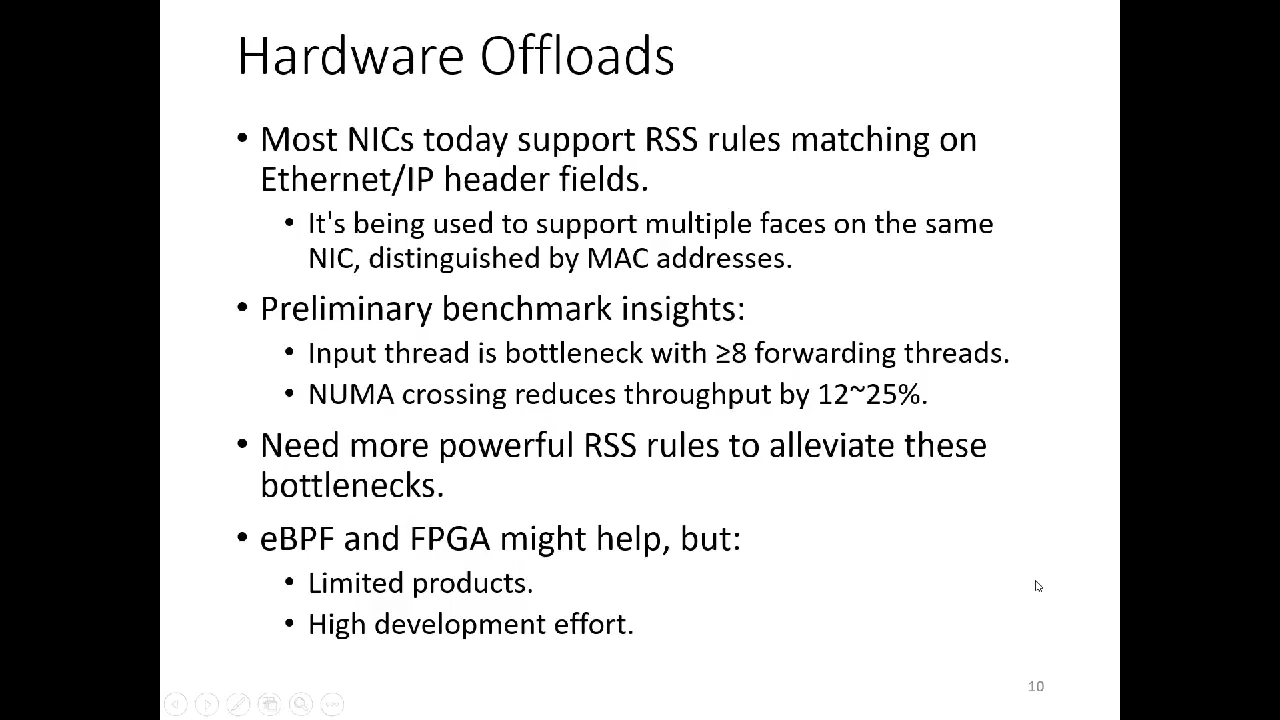 Hardware Offloads
• Most NICs today support RSS rules matching on
Ethernet/IP header fields.
• It's being used to support multiple faces on the same
NIC, distinguished by MAC addresses.
• Preliminary benchmark insights:
• Input thread is bottleneck with ≥8 forwarding threads.
• NUMA crossing reduces throughput by 12~25%.
• Need more powerful RSS rules to alleviate these
bottlenecks.
• eBPF and FPGA might help, but:
• Limited products.
• High development effort.
10